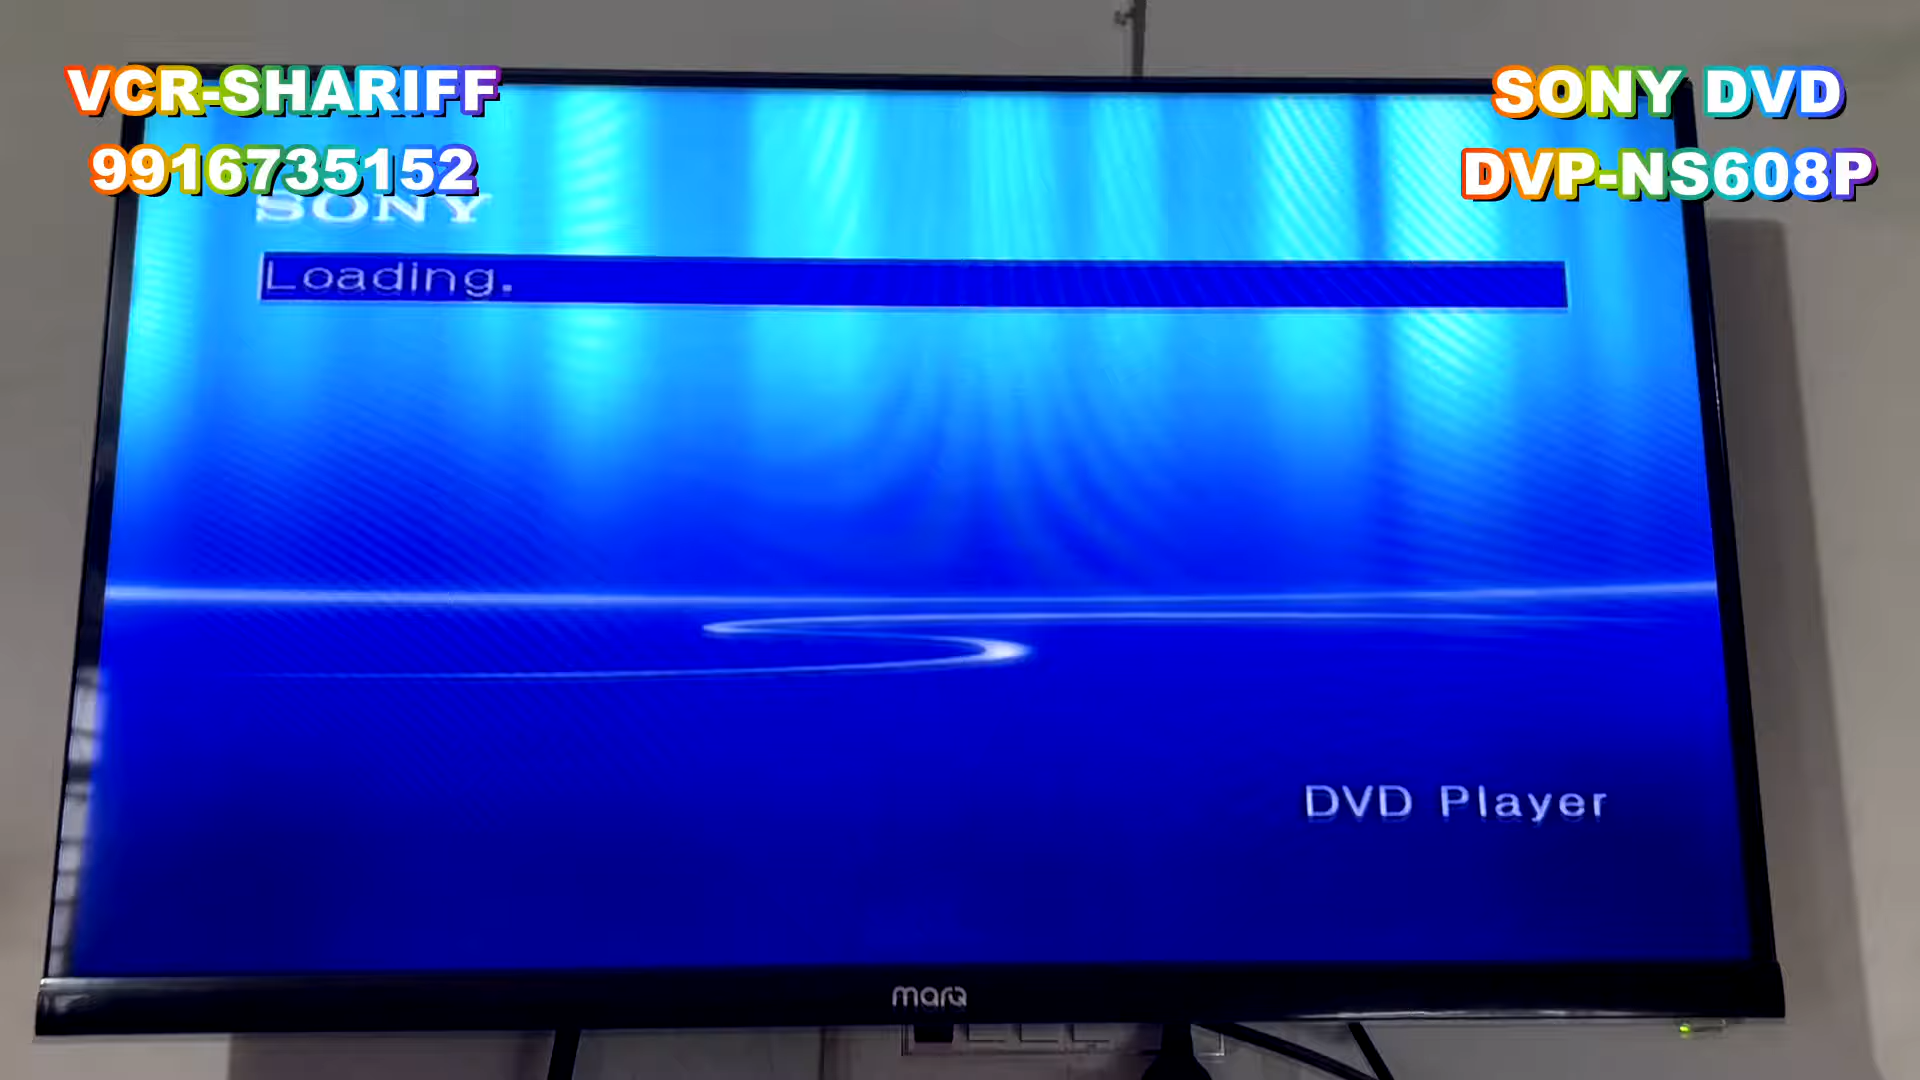 VCR-SHARIFF
9916735152
SONY DVD
DVP-NS608P
SONY
Loading.
DVD Player
marQ